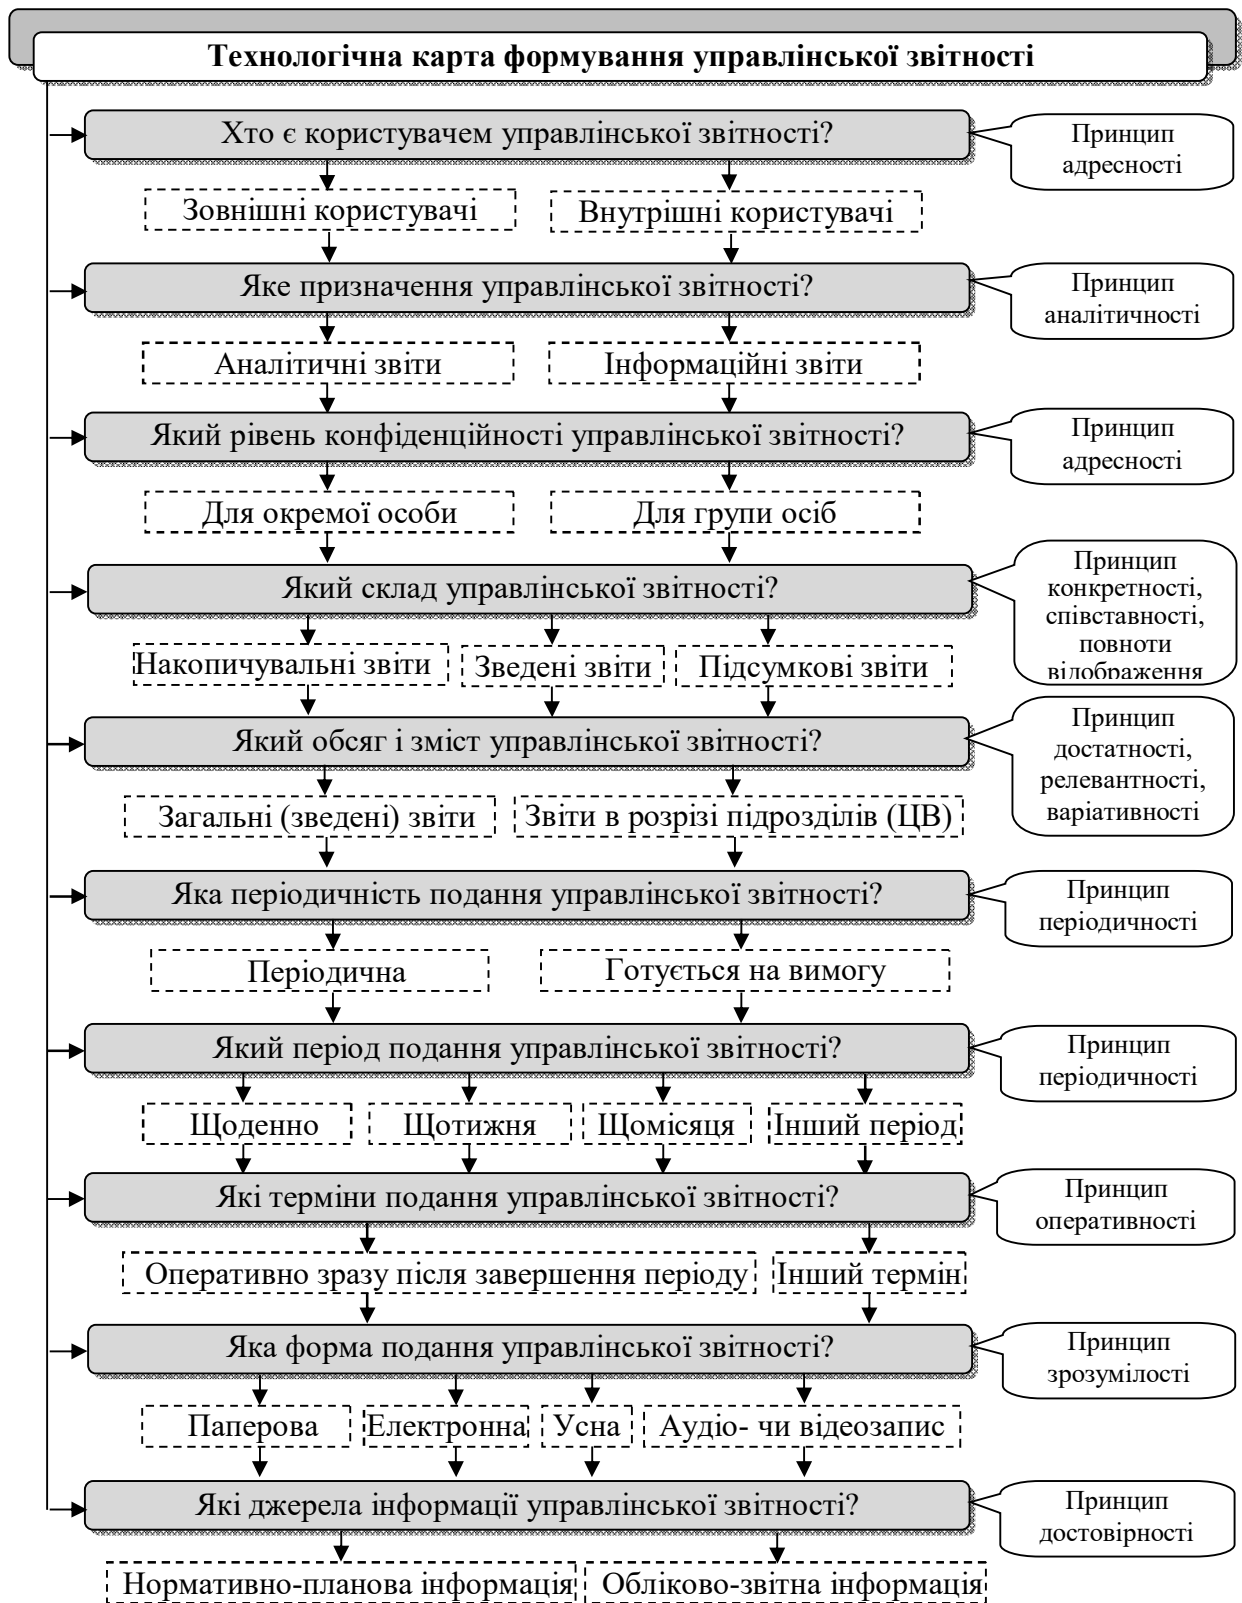 Технологічна карта формування управлінської звітності
Хто є користувачем управлінської звітності?
Принцип
адресності
Зовнішні користувачі
Внутрішні користувачі
Яке призначення управлінської звітності?
Принцип
аналітичності
Аналітичні звіти
Інформаційні звіти
Який рівень конфіденційності управлінської звітності?
Принцип
адресності
Для окремої особи
Для групи осіб
Який склад управлінської звітності?
Принцип
конкретності,
співставності,
повноти
відображення
Накопичувальні звіти
Зведені звіти
Підсумкові звіти
Який обсяг і зміст управлінської звітності?
Принцип
достатності,
релевантності,
варіативності
Загальні (зведені) звіти
Звіти в розрізі підрозділів (ЦВ)
Яка періодичність подання управлінської звітності?
Принцип
періодичності
Періодична
Готується на вимогу
Який період подання управлінської звітності?
Принцип
періодичності
Щоденно
Щотижня
Щомісяця
Інший період
Які терміни подання управлінської звітності?
Принцип
оперативності
Оперативно зразу після завершення періоду
Інший термін
Яка форма подання управлінської звітності?
Принцип
зрозумілості
Паперова
Електронна
Усна
Аудіо- чи відеозапис
Які джерела інформації управлінської звітності?
Принцип
достовірності
Нормативно-планова інформація
Обліково-звітна інформація